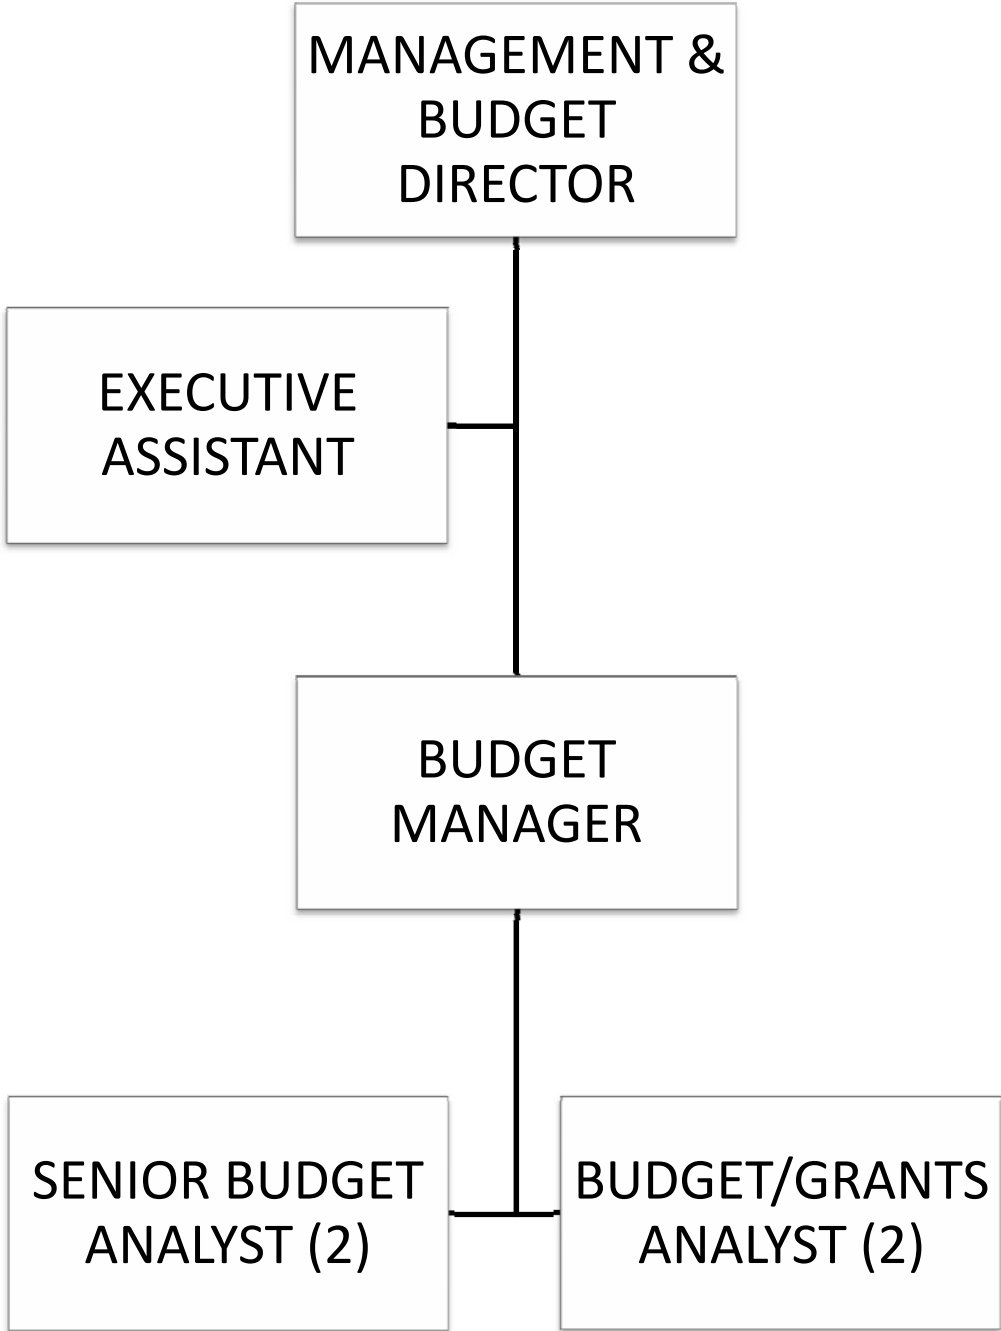 MANAGEMENT &
BUDGET
DIRECTOR
EXECUTIVE
ASSISTANT
BUDGET
MANAGER
SENIOR BUDGET
ANALYST (2)
BUDGET/GRANTS
ANALYST (2)